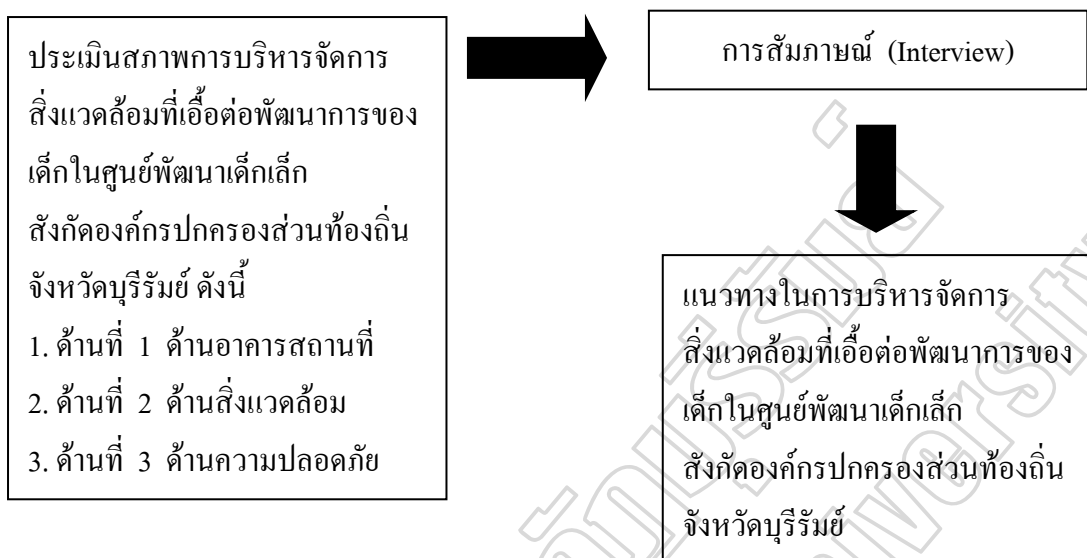 ประเมินสภาพการบริหารจัดการ
สิ่งแวดล้อมที่เอื้อต่อพัฒนาการของ
เด็กในศูนย์พัฒนาเด็กเล็ก
สังกัดองค์กรปกครองส่วนท้องถิ่น
จังหวัดบุรีรัมย์ ดังนี้
1. ด้านที่ 1 ด้านอาคารสถานที่
2. ด้านที่ 2 ด้านสิ่งแวดล้อม
3. ด้านที่ 3 ด้านความปลอดภัย
การสัมภาษณ์ (Interview)
แนวทางในการบริหารจัดการ
สิ่งแวดล้อมที่เอื้อต่อพัฒนาการของ
เด็กในศูนย์พัฒนาเด็กเล็ก
สังกัดองค์กรปกครองส่วนท้องถิ่น
จังหวัดบุรีรัมย์